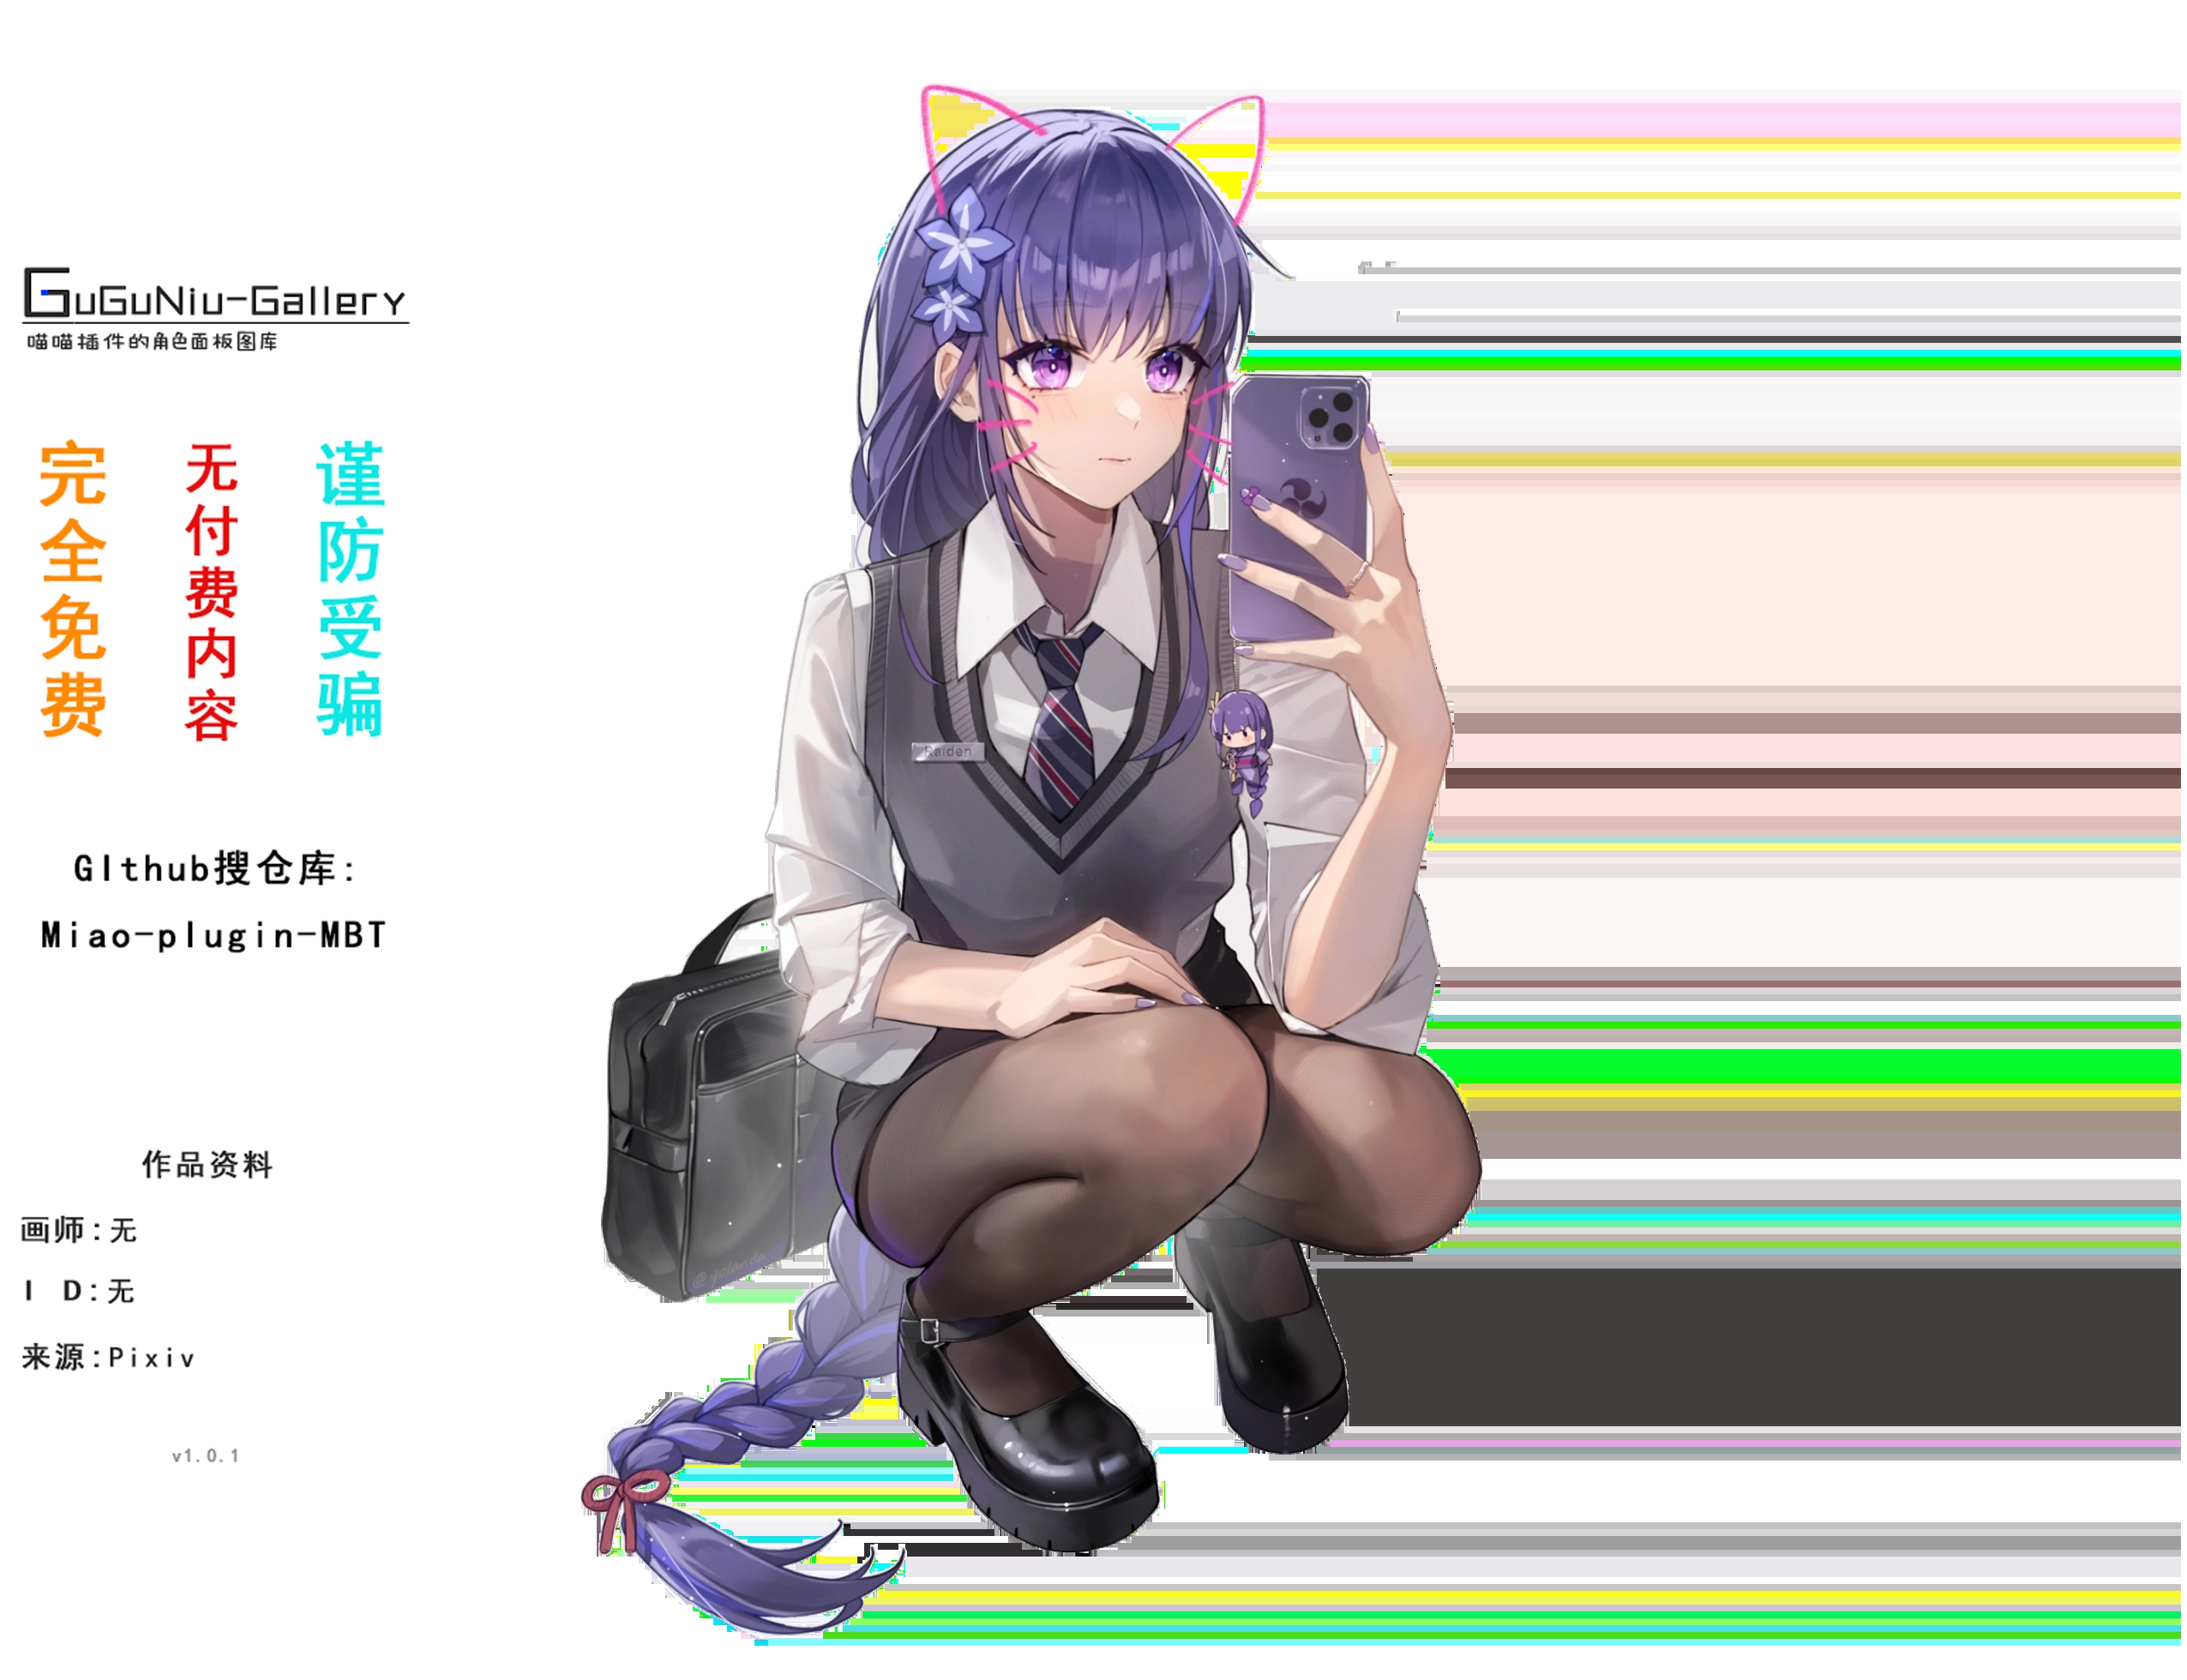 GuGuNiu-Gallery
喵喵插件的角色面板图库
完全免费
无付费内容
谨防受骗
GIthub搜仓库:
Miao-plugin-MBT
作品资料
画师:无
I D:无
来源:Pixiv
v1.0.1
Raiden
@yolanda